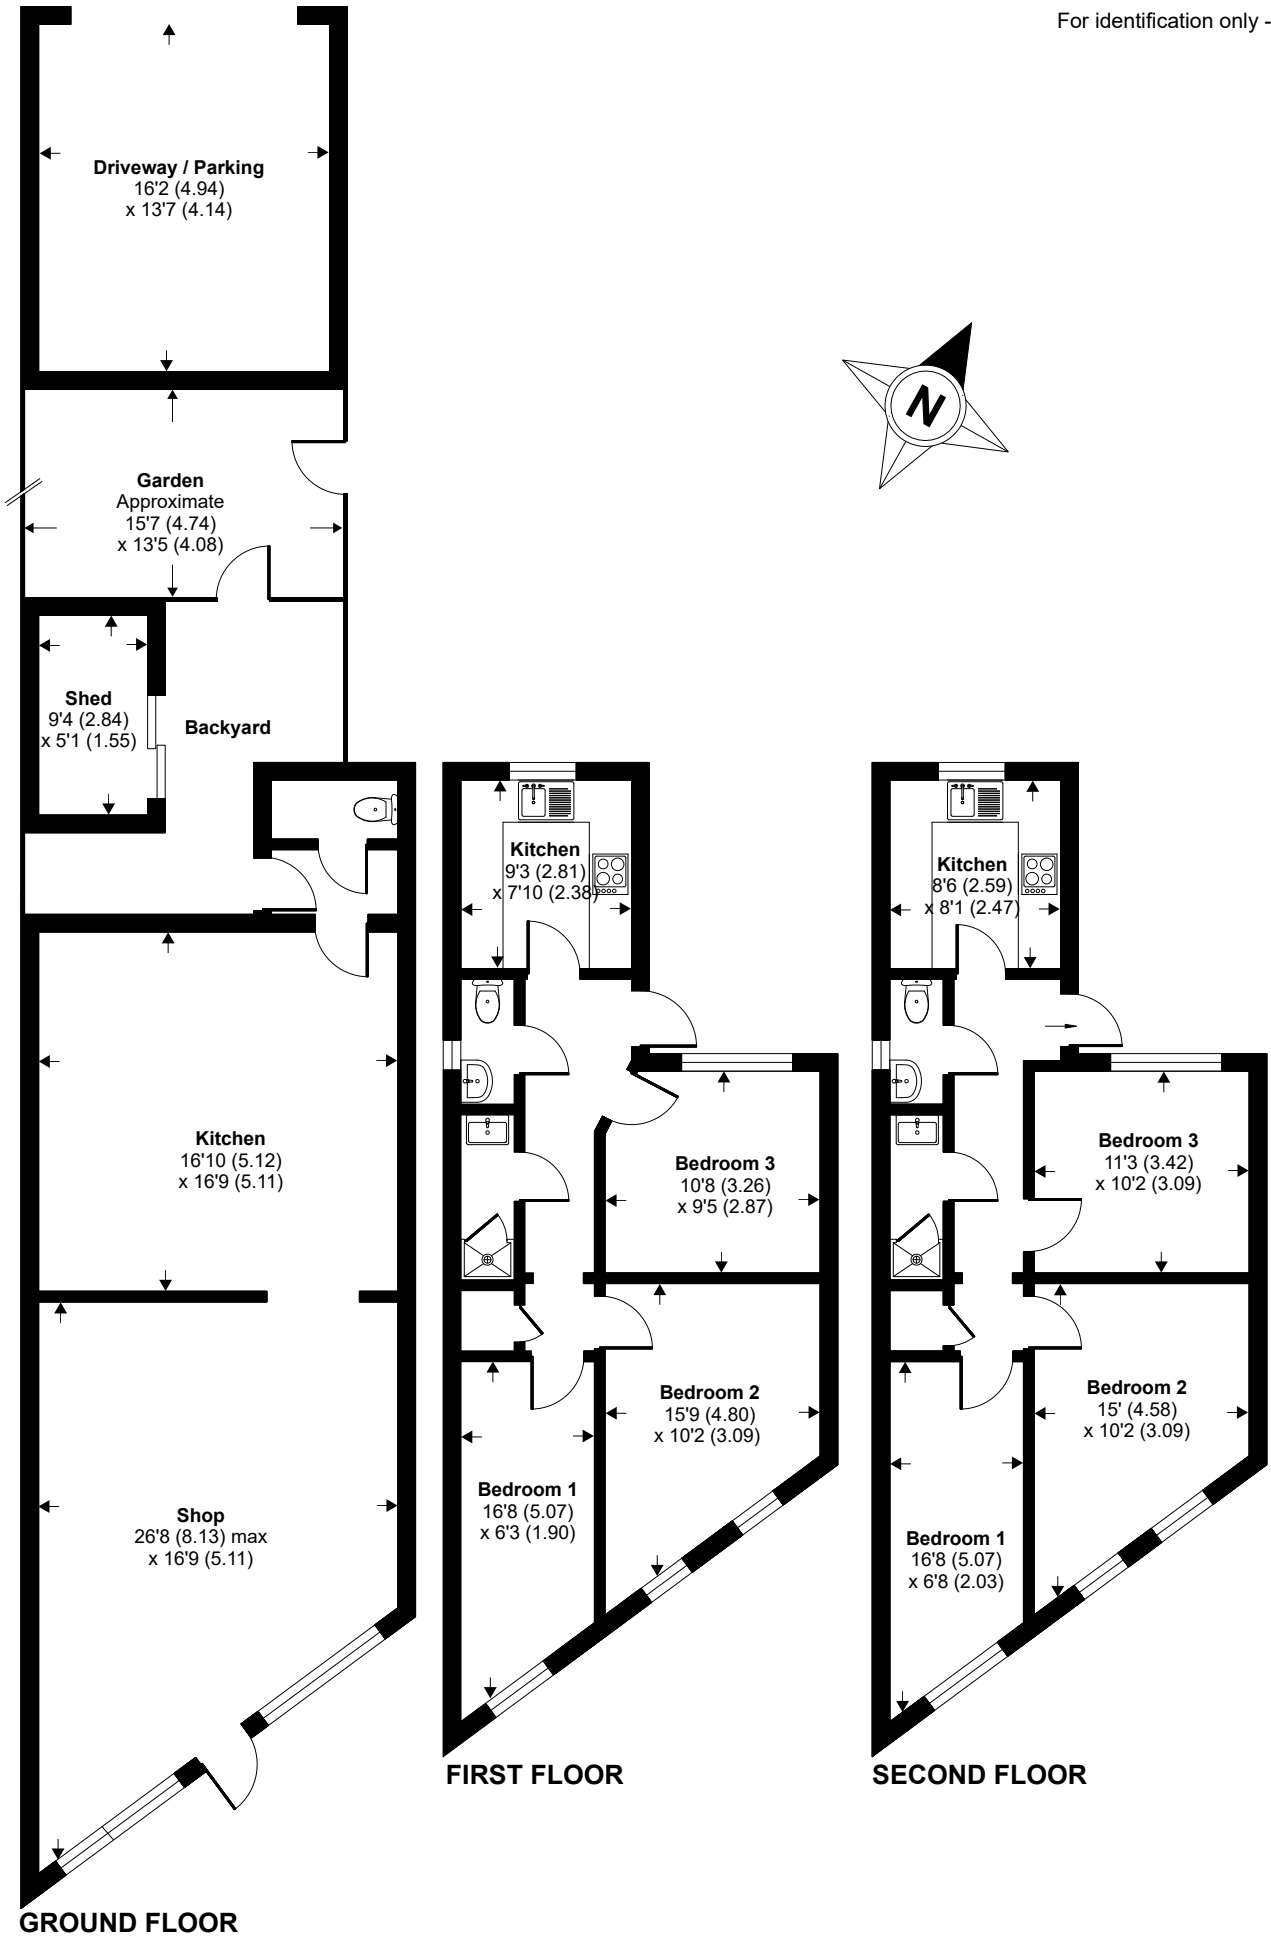 For identification only -
Driveway / Parking
16'2 (4.94)
x 13'7 (4.14)
N
Garden
Approximate
15'7 (4.74)
x 13'5 (4.08)
Shed
9'4 (2.84)
x 5'1 (1.55)
Backyard
Kitchen
16'10 (5.12)
x 16'9 (5.11)
Shop
26'8 (8.13) max
x 16'9 (5.11)
GROUND FLOOR
Kitchen
9'3 (2.81)
x 7'10 (2.38)
Bedroom 3
10'8 (3.26)
x 9'5 (2.87)
Bedroom 2
15'9 (4.80)
x 10'2 (3.09)
Bedroom 1
16'8 (5.07)
x 6'3 (1.90)
FIRST FLOOR
Kitchen
8'6 (2.59)
x 8'1 (2.47)
Bedroom 3
11'3 (3.42)
x 10'2 (3.09)
Bedroom 2
15' (4.58)
x 10'2 (3.09)
Bedroom 1
16'8 (5.07)
x 6'8 (2.03)
SECOND FLOOR